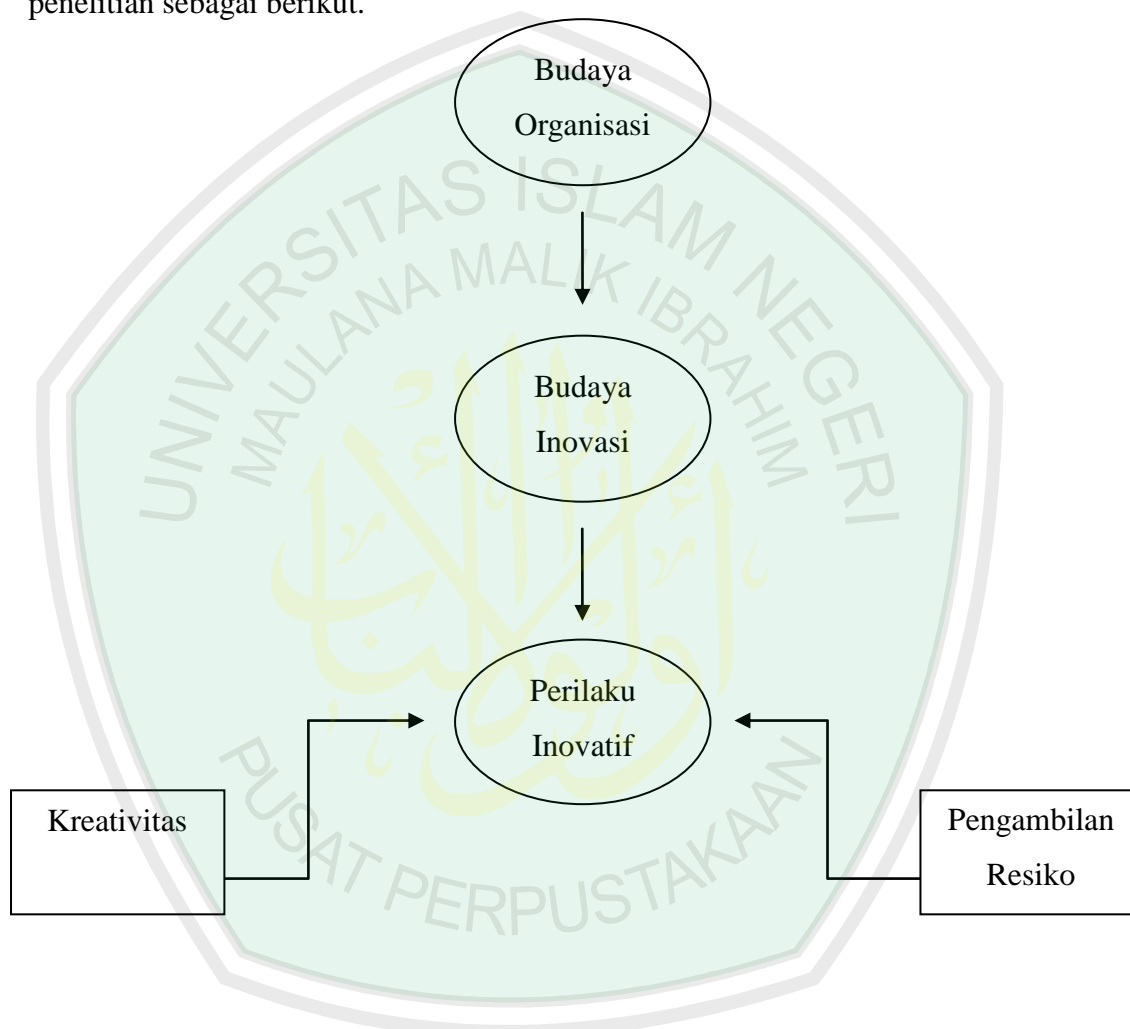 penelitian sebagai berikut.
Budaya
Organisasi
UNIVERSITAS ISLAM NEGERI
MAULANA MALIK IBRAHIM
Budaya
Inovasi
Perilaku
Inovatif
Kreativitas
Pengambilan
Resiko
PUSAT PERPUSTAKAAN